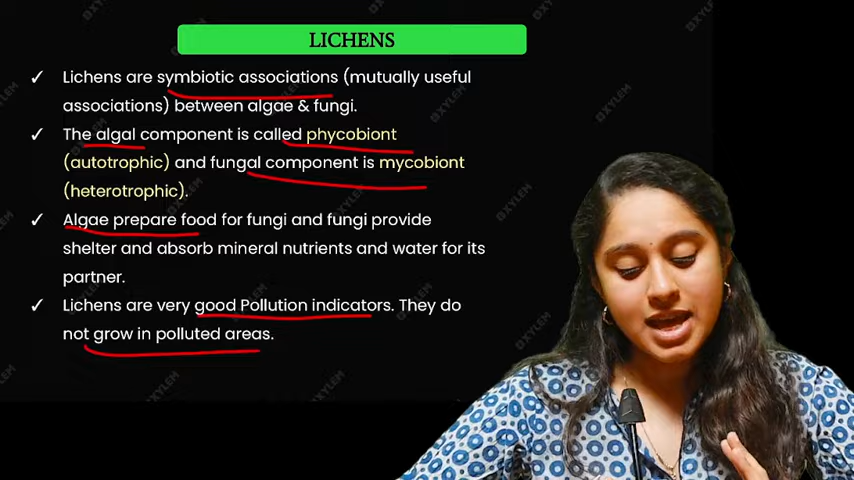 LICHENS
✓ Lichens are symbiotic associations (mutually useful
associations) between algae & fungi.
✓ The algal component is called phycobiont
(autotrophic) and fungal component is mycobiont
(heterotrophic).
✓ Algae prepare food for fungi and fungi provide
shelter and absorb mineral nutrients and water for its
partner.
✓ Lichens are very good Pollution indicators. They do
not grow in polluted areas.